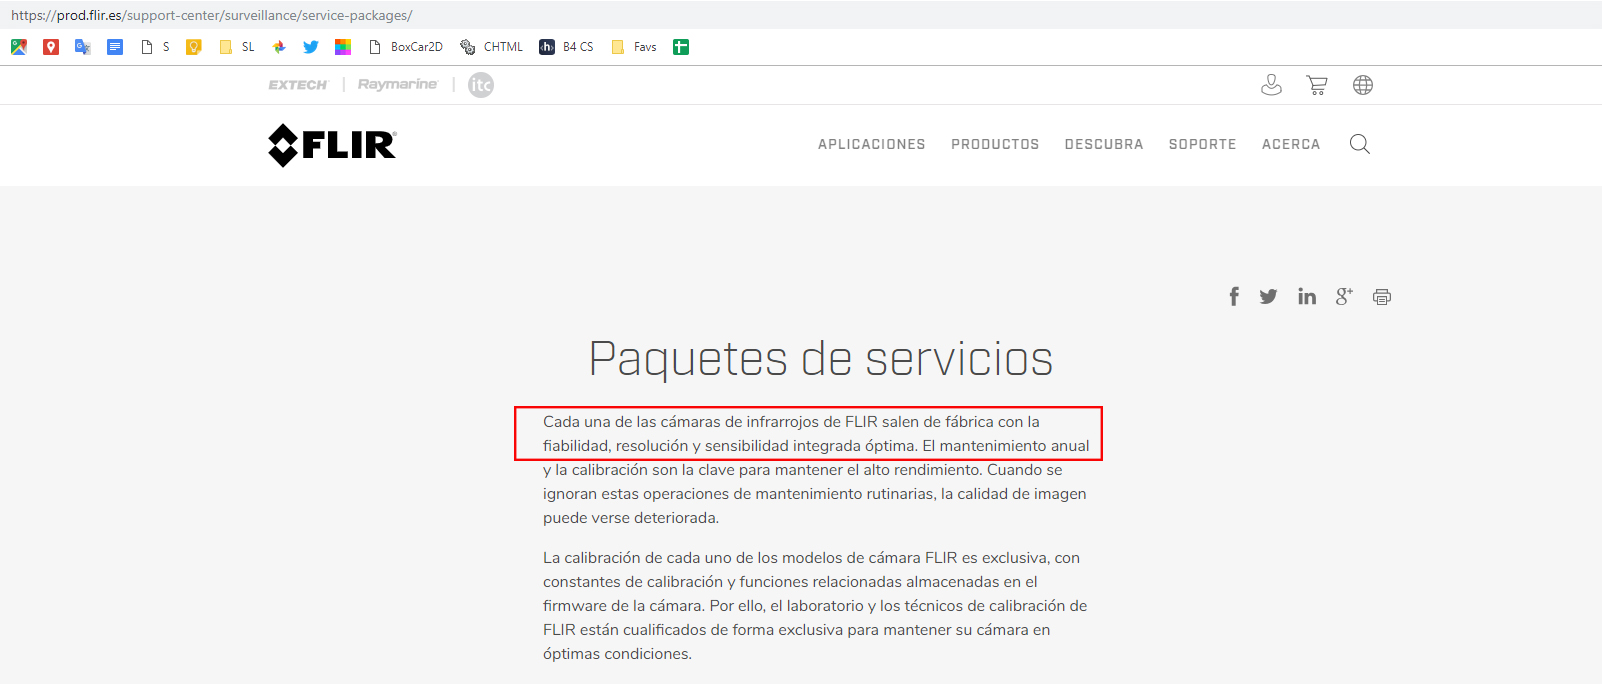 https://prod.flir.es/support-center/surveillance/service-packages/
S SL BoxCar2D CHTML B4 CS Favs
EXTECH | Raymarine | itc
FLIR
APLICACIONES PRODUCTOS DESCUBRA SOPORTE ACERCA
Paquetes de servicios
Cada una de las cámaras de infrarrojos de FLIR salen de fábrica con la
fiabilidad, resolución y sensibilidad integrada óptima. El mantenimiento anual
y la calibración son la clave para mantener el alto rendimiento. Cuando se
ignoran estas operaciones de mantenimiento rutinarias, la calidad de imagen
puede verse deteriorada.
La calibración de cada uno de los modelos de cámara FLIR es exclusiva, con
constantes de calibración y funciones relacionadas almacenadas en el
firmware de la cámara. Por ello, el laboratorio y los técnicos de calibración de
FLIR están cualificados de forma exclusiva para mantener su cámara en
óptimas condiciones.